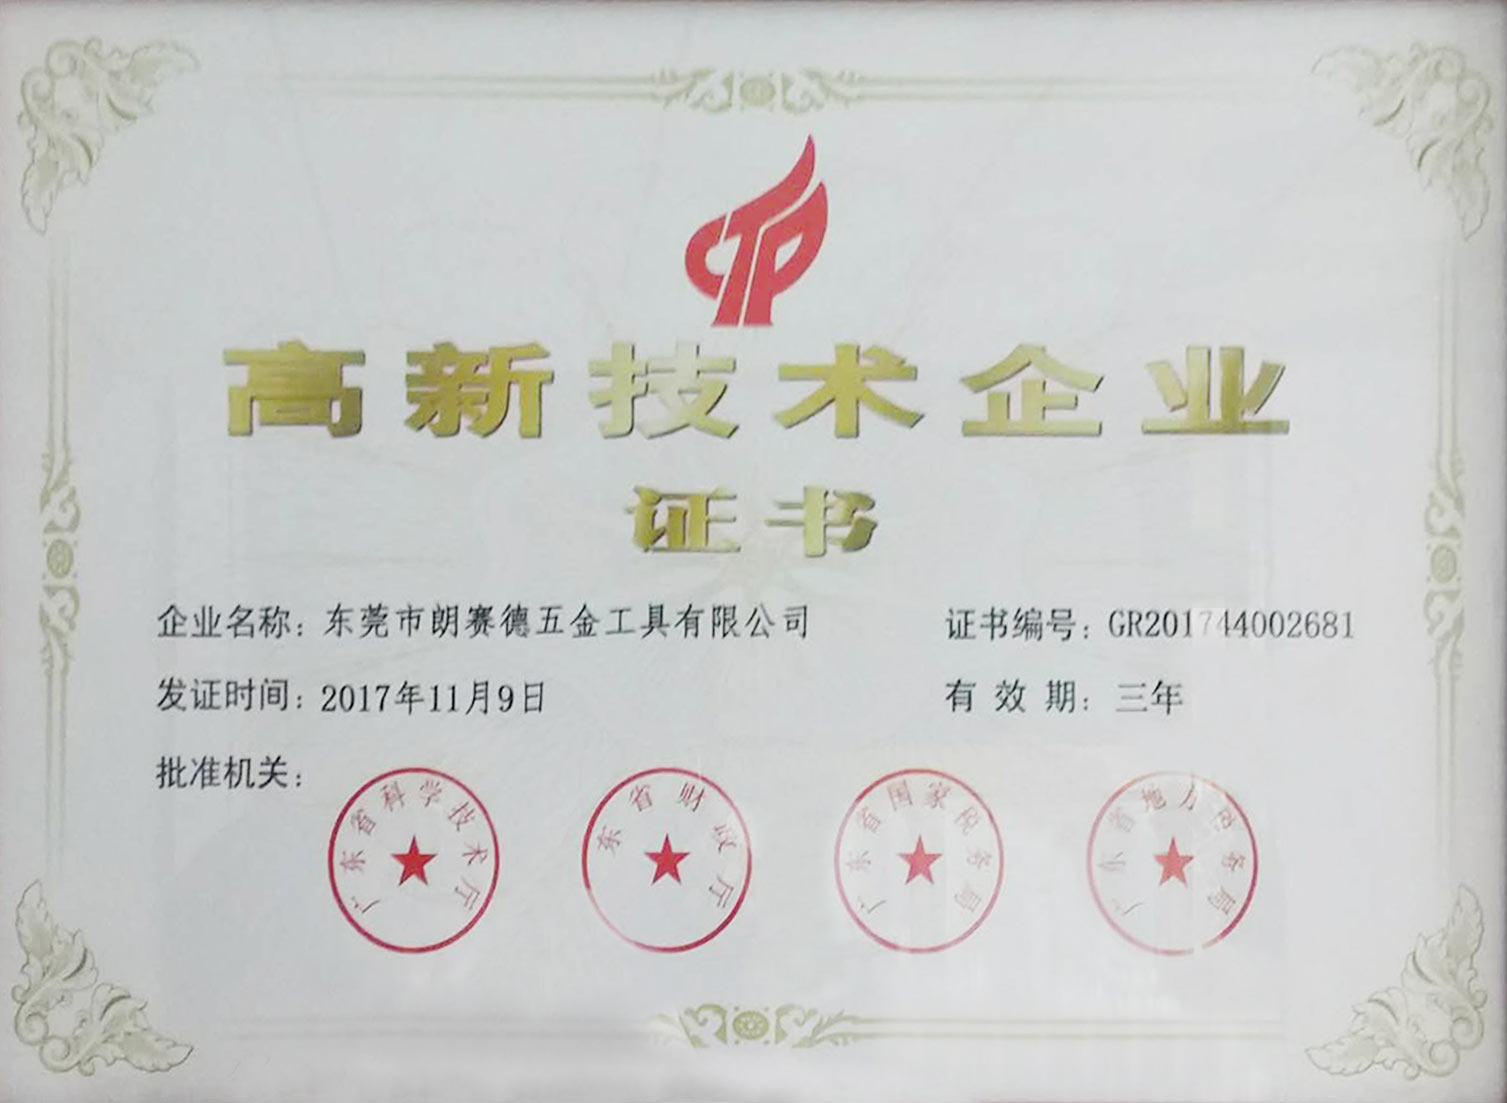 高新技术企业
证书
企业名称：东莞市朗赛德五金工具有限公司
证书编号：GR201744002681
发证时间：2017年11月9日
有 效 期：三年
批准机关：
广东省科学技术厅
东省财政厅
广东省国家税务局
广东省地方税务局